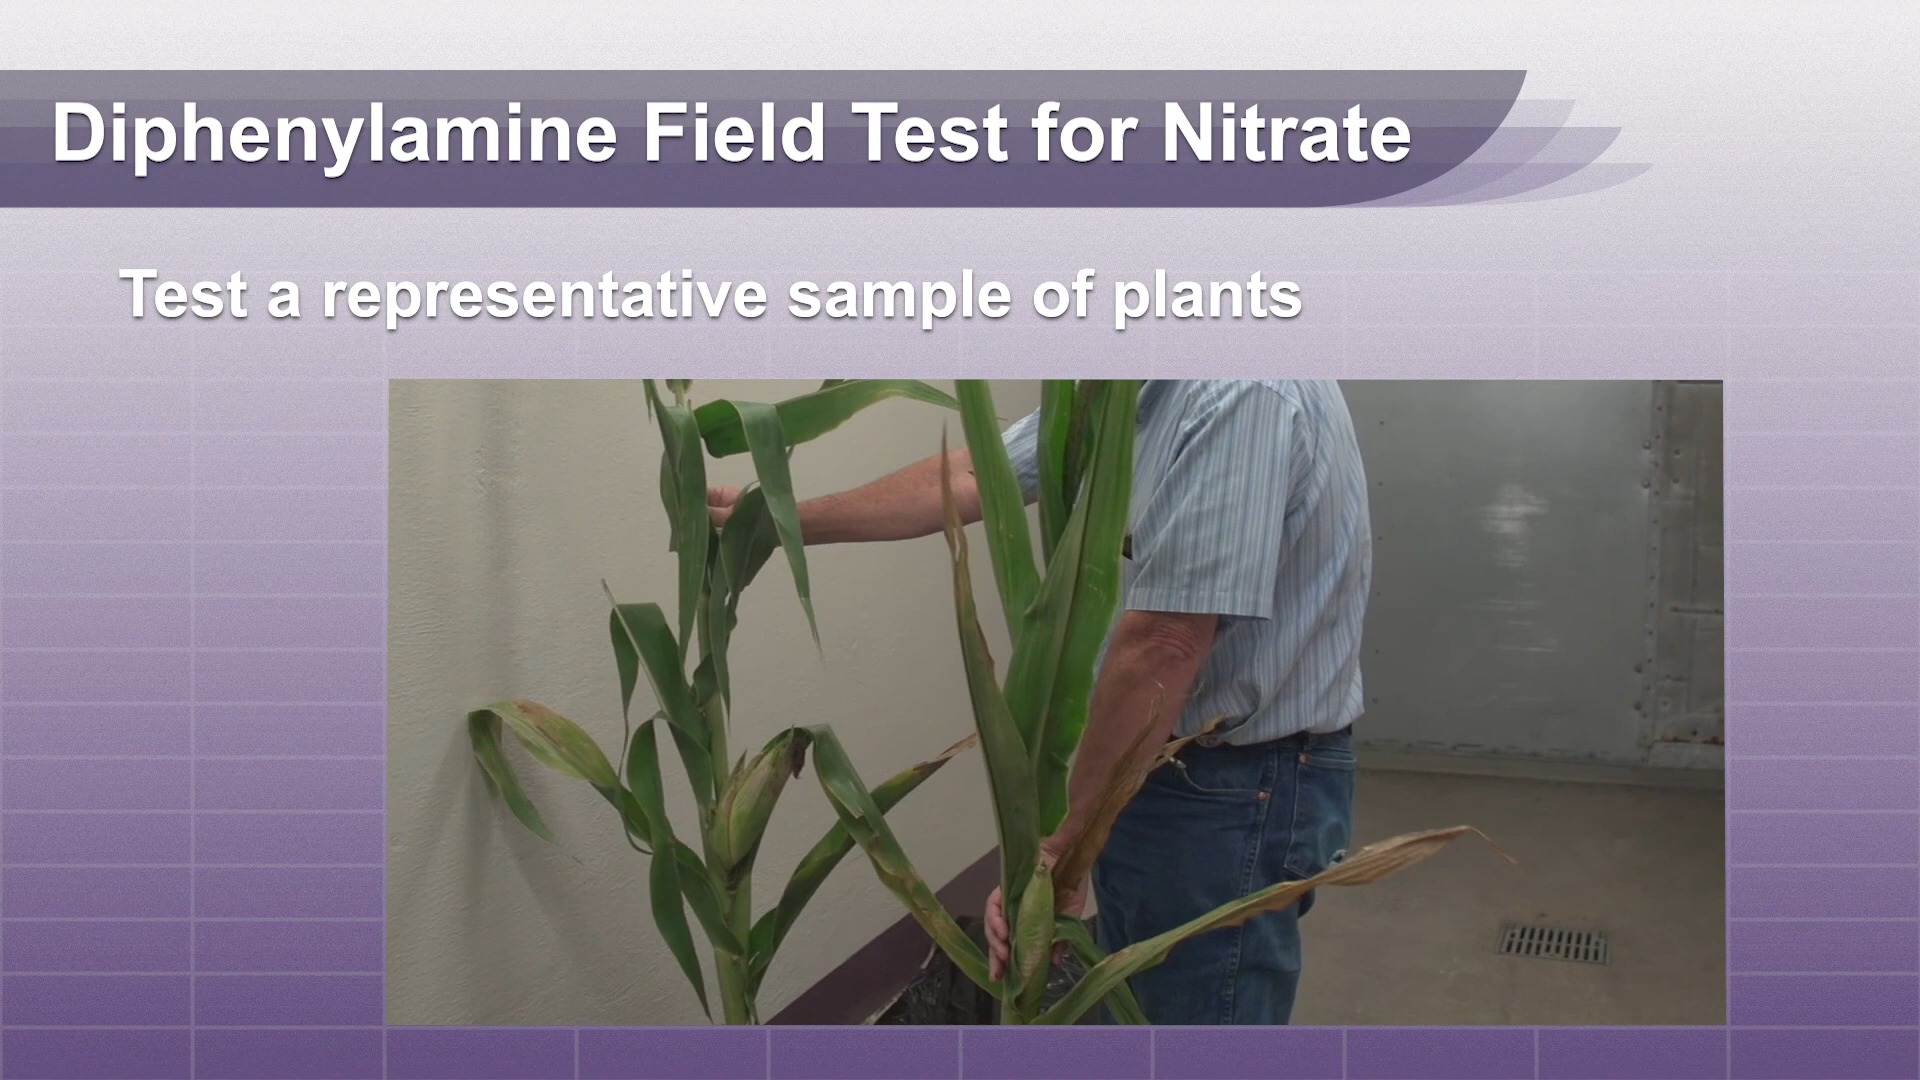 Diphenylamine Field Test for Nitrate
Test a representative sample of plants